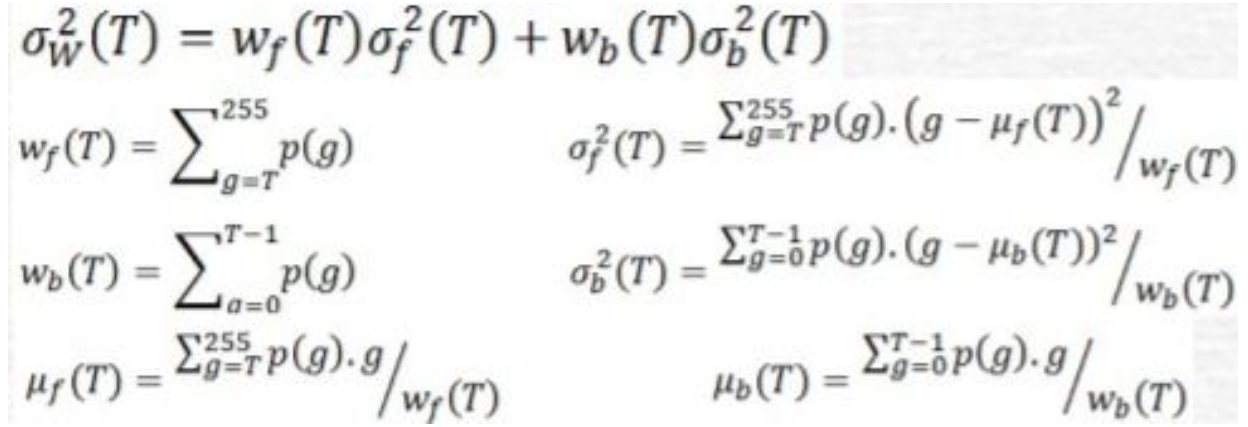 σ_W^2(T) = w_f(T)σ_f^2(T) + w_b(T)σ_b^2(T)
w_f(T) = ∑_{g=T}^{255} p(g)    σ_f^2(T) = ∑_{g=T}^{255} p(g).(g − μ_f(T))^2 / w_f(T)
w_b(T) = ∑_{a=0}^{T−1} p(g)    σ_b^2(T) = ∑_{g=0}^{T−1} p(g).(g − μ_b(T))^2 / w_b(T)
μ_f(T) = ∑_{g=T}^{255} p(g).g / w_f(T)    μ_b(T) = ∑_{g=0}^{T−1} p(g).g / w_b(T)